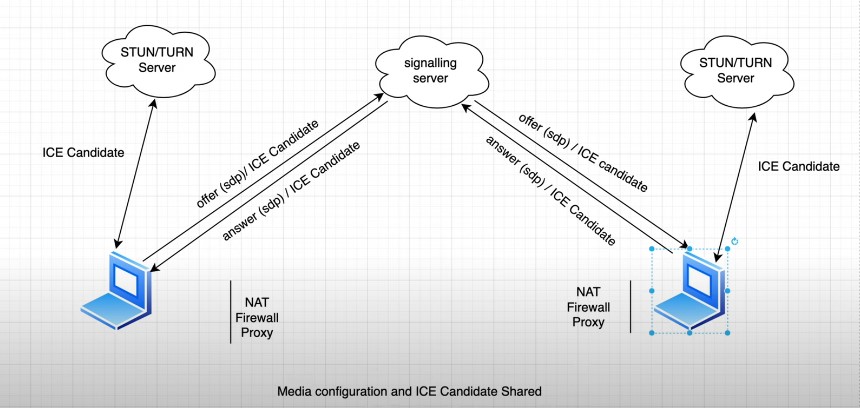 STUN/TURN
Server
signalling
server
STUN/TURN
Server
ICE Candidate
offer (sdp)/ ICE Candidate
answer (sdp) / ICE Candidate
offer (sdp) / ICE candidate
answer (sdp) / ICE Candidate
ICE Candidate
NAT
Firewall
Proxy
NAT
Firewall
Proxy
Media configuration and ICE Candidate Shared